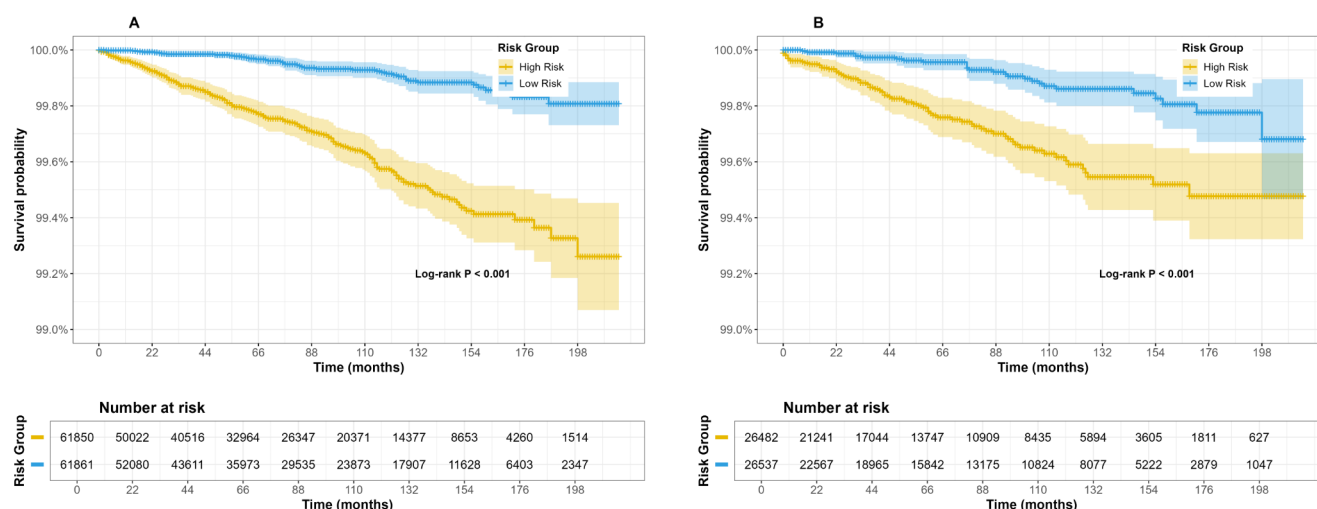 A
Risk Group
High Risk
Low Risk
100.0%
99.8%
99.6%
99.4%
99.2%
99.0%
Survival probability
Log-rank P < 0.001
0 22 44 66 88 110 132 154 176 198
Time (months)
Number at risk
Risk Group
61850 50022 40516 32964 26347 20371 14377 8653 4260 1514
61861 52080 43611 35973 29535 23873 17907 11628 6403 2347
0 22 44 66 88 110 132 154 176 198
Time (months)
B
Risk Group
High Risk
Low Risk
100.0%
99.8%
99.6%
99.4%
99.2%
99.0%
Survival probability
Log-rank P < 0.001
0 22 44 66 88 110 132 154 176 198
Time (months)
Number at risk
Risk Group
26482 21241 17044 13747 10909 8435 5894 3605 1811 627
26537 22567 18965 15842 13175 10824 8077 5222 2879 1047
0 22 44 66 88 110 132 154 176 198
Time (months)